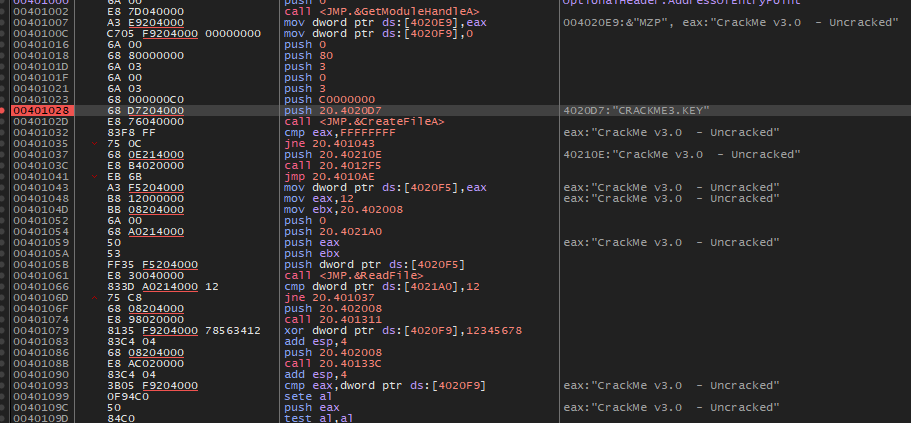 00401002 E8 7D040000 call <JMP.&GetModuleHandleA>
00401007 A3 E9204000 mov dword ptr ds:[4020E9],eax 004020E9:&"MZP", eax:"CrackMe v3.0  - Uncracked"
0040100C C705 F9204000 00000000 mov dword ptr ds:[4020F9],0
00401016 6A 00 push 0
00401018 68 80000000 push 80
0040101D 6A 03 push 3
0040101F 6A 00 push 0
00401021 6A 03 push 3
00401023 68 000000C0 push C0000000
00401028 68 D7204000 push 20.4020D7 4020D7:"CRACKME3.KEY"
0040102D E8 76040000 call <JMP.&CreateFileA>
00401032 83F8 FF cmp eax,FFFFFFFF eax:"CrackMe v3.0  - Uncracked"
00401035 75 0C jne 20.401043
00401037 68 0E214000 push 20.40210E 40210E:"CrackMe v3.0  - Uncracked"
0040103C E8 B4020000 call 20.4012F5
00401041 EB 6B jmp 20.4010AE
00401043 A3 F5204000 mov dword ptr ds:[4020F5],eax eax:"CrackMe v3.0  - Uncracked"
00401048 B8 12000000 mov eax,12 eax:"CrackMe v3.0  - Uncracked"
0040104D BB 08204000 mov ebx,20.402008
00401052 6A 00 push 0
00401054 68 A0214000 push 20.4021A0
00401059 50 push eax eax:"CrackMe v3.0  - Uncracked"
0040105A 53 push ebx
0040105B FF35 F5204000 push dword ptr ds:[4020F5]
00401061 E8 30040000 call <JMP.&ReadFile>
00401066 833D A0214000 12 cmp dword ptr ds:[4021A0],12
0040106D 75 C8 jne 20.401037
0040106F 68 08204000 push 20.402008
00401074 E8 98020000 call 20.401311
00401079 8135 F9204000 78563412 xor dword ptr ds:[4020F9],12345678
00401083 83C4 04 add esp,4
00401086 68 08204000 push 20.402008
0040108B E8 AC020000 call 20.40133C
00401090 83C4 04 add esp,4
00401093 3B05 F9204000 cmp eax,dword ptr ds:[4020F9] eax:"CrackMe v3.0  - Uncracked"
00401099 0F94C0 sete al
0040109C 50 push eax eax:"CrackMe v3.0  - Uncracked"
0040109D 84C0 test al,al